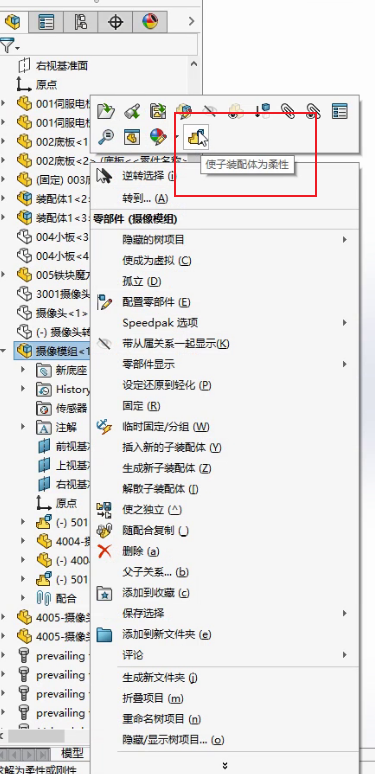 右视基准面
原点
001伺服电
001伺服电
002底板<1
002底板<2> (底板<<零件名称>
(固定) 003底
装配体1<2>
装配体1<3>
004小板<3
004小板<4
005铁块魔
3001摄像头
摄像头<1>
(-) 摄像头转
摄像模组<1
新底座
History
传感器
注解
前视基
上视基
右视基
原点
(-) 501
4004-
(-) 400
(-) 501
配合
4005-摄像头
4005-摄像头
prevailing
prevailing
prevailing
prevailing
模型
求解为柔性或刚性
使子装配体为柔性
逆转选择 (i
转到... (A)
零部件 (摄像模组)
隐藏的树项目
使成为虚拟 (C)
孤立 (D)
配置零部件 (E)
Speedpak 选项
带从属关系一起显示(K)
零部件显示
设定还原到轻化 (P)
固定 (R)
临时固定/分组 (W)
插入新的子装配体 (Y)
生成新子装配体 (Z)
解散子装配体 (I)
使之独立 (^)
随配合复制 (_)
删除 (a)
父子关系... (b)
添加到收藏 (c)
保存选择
添加到新文件夹 (e)
评论
生成新文件夹 (j)
折叠项目 (m)
重命名树项目 (n)
隐藏/显示树项目... (o)